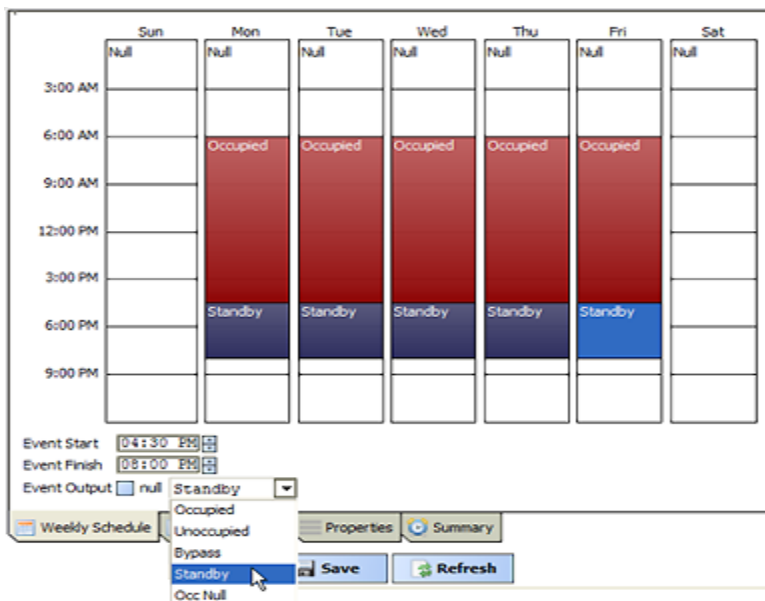 Sun Mon Tue Wed Thu Fri Sat
Null Null Null Null Null Null Null
3:00 AM
6:00 AM
Occupied Occupied Occupied Occupied Occupied
9:00 AM
12:00 PM
3:00 PM
Standby Standby Standby Standby Standby
6:00 PM
9:00 PM
Event Start 04:30 PM
Event Finish 08:00 PM
Event Output null Standby
Occupied
Unoccupied
Bypass
Standby
Occ Null
Weekly Schedule Properties Summary
Save Refresh